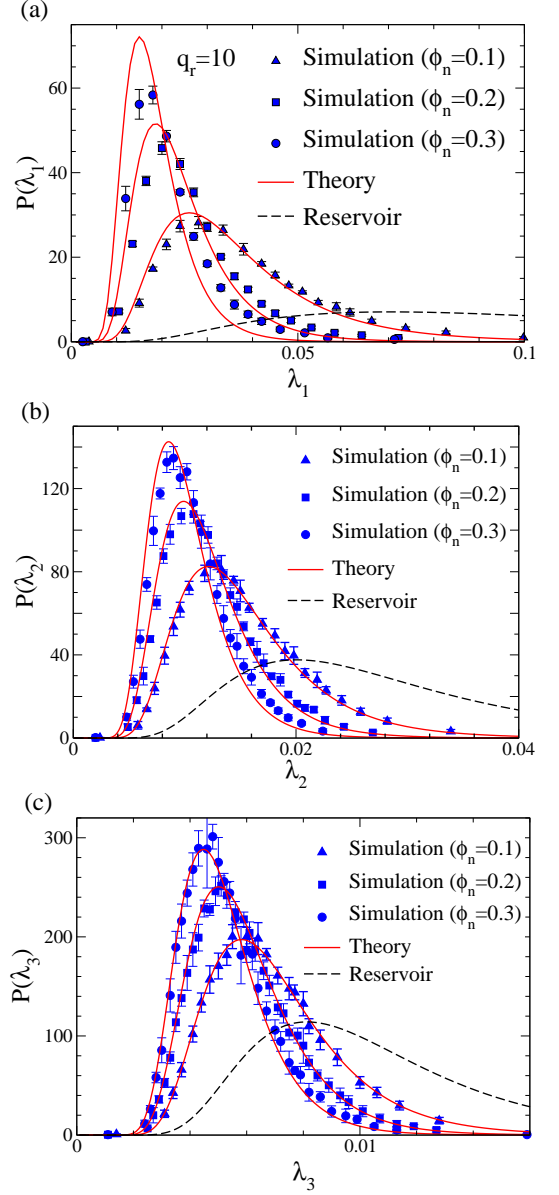 (a)
q_r=10
Simulation (ϕ_n=0.1)
Simulation (ϕ_n=0.2)
Simulation (ϕ_n=0.3)
Theory
Reservoir
P(λ_1)
60
40
20
0
0 0.05 0.1
λ_1
(b)
Simulation (ϕ_n=0.1)
Simulation (ϕ_n=0.2)
Simulation (ϕ_n=0.3)
Theory
Reservoir
P(λ_2)
120
80
40
0
0 0.02 0.04
λ_2
(c)
Simulation (ϕ_n=0.1)
Simulation (ϕ_n=0.2)
Simulation (ϕ_n=0.3)
Theory
Reservoir
P(λ_3)
300
200
100
0
0 0.01
λ_3